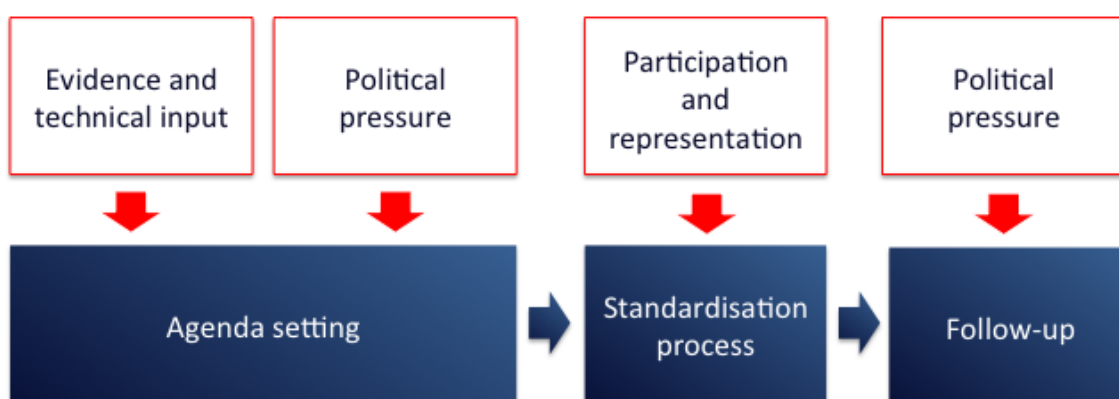 Evidence and
technical input
Political
pressure
Participation
and
representation
Political
pressure
Agenda setting
Standardisation
process
Follow-up